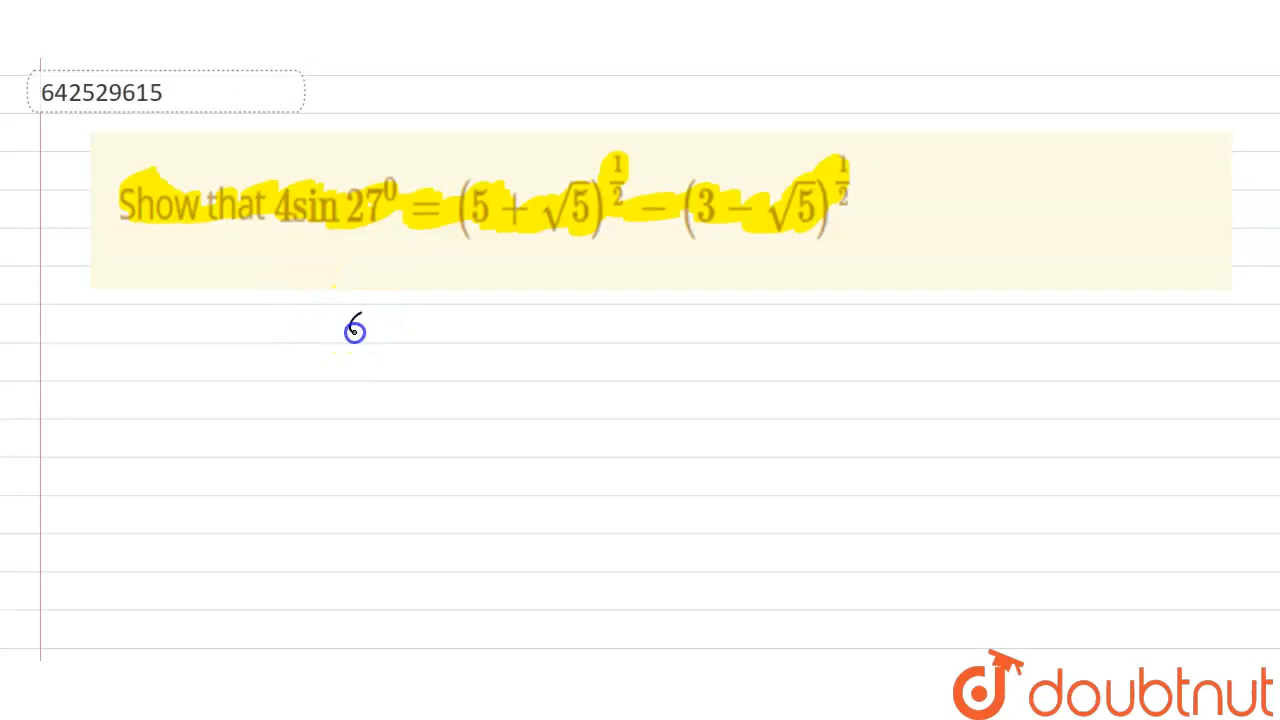 642529615
Show that 4sin 27⁰ = (5 + √5)^(1/2) − (3 − √5)^(1/2)
6
doubtnut